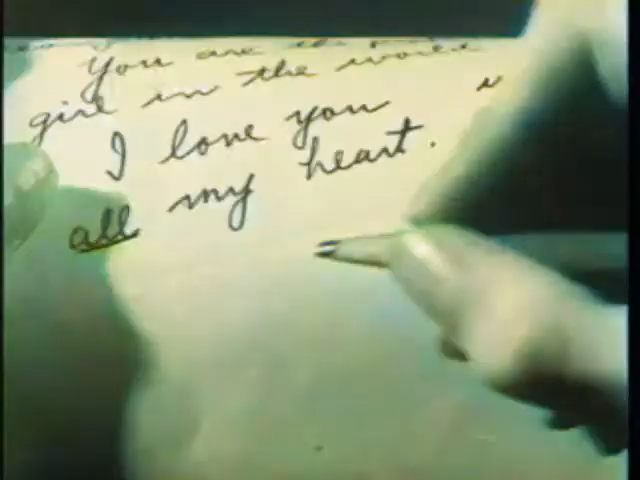 You are the
girl in the world
I love you
all my heart.